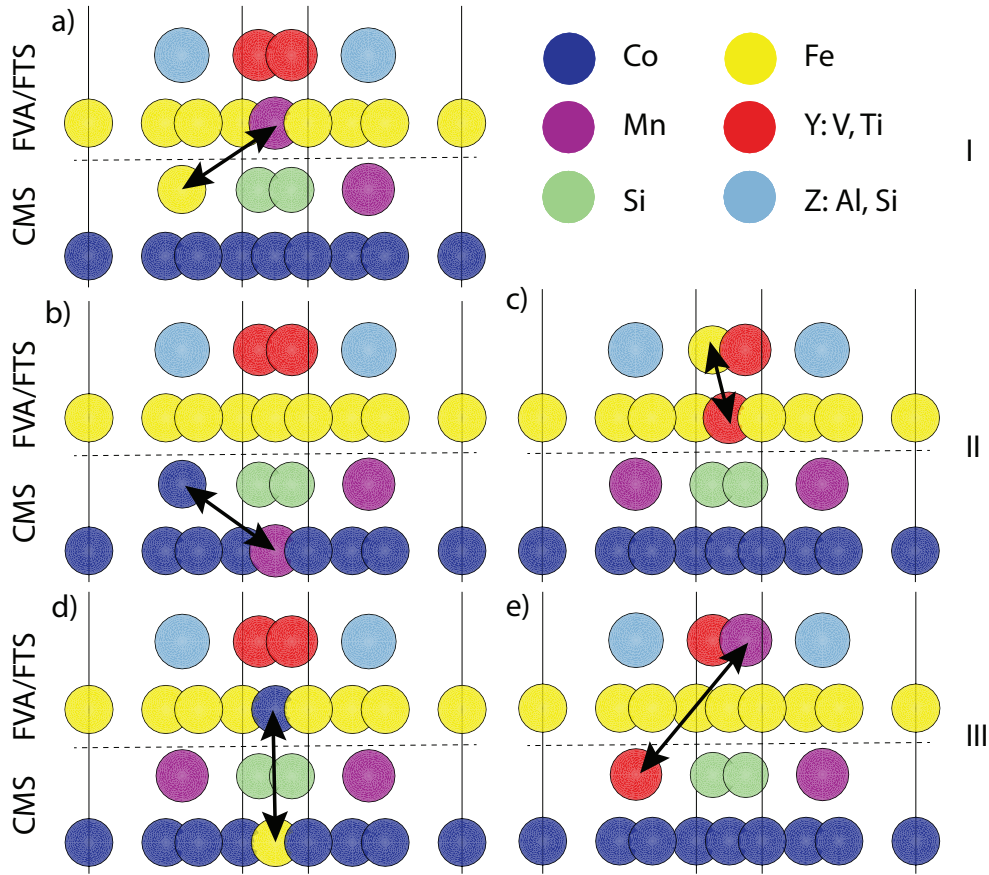 a)
FVA/FTS
CMS
Co
Fe
Mn
Y: V, Ti
Si
Z: Al, Si
I
b)
FVA/FTS
CMS
c)
II
d)
FVA/FTS
CMS
e)
III